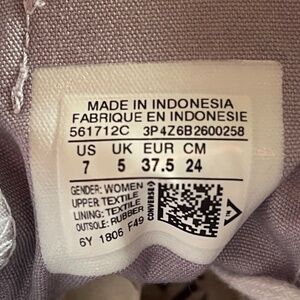 MADE IN INDONESIA
FABRIQUE EN INDONESIE
561712C 3P4Z6B2600258
US UK EUR CM
7 5 37.5 24
GENDER: WOMEN
UPPER TEXTILE
LINING: TEXTILE
OUTSOLE: RUBBER
6Y 1806 F49
CONVERSE